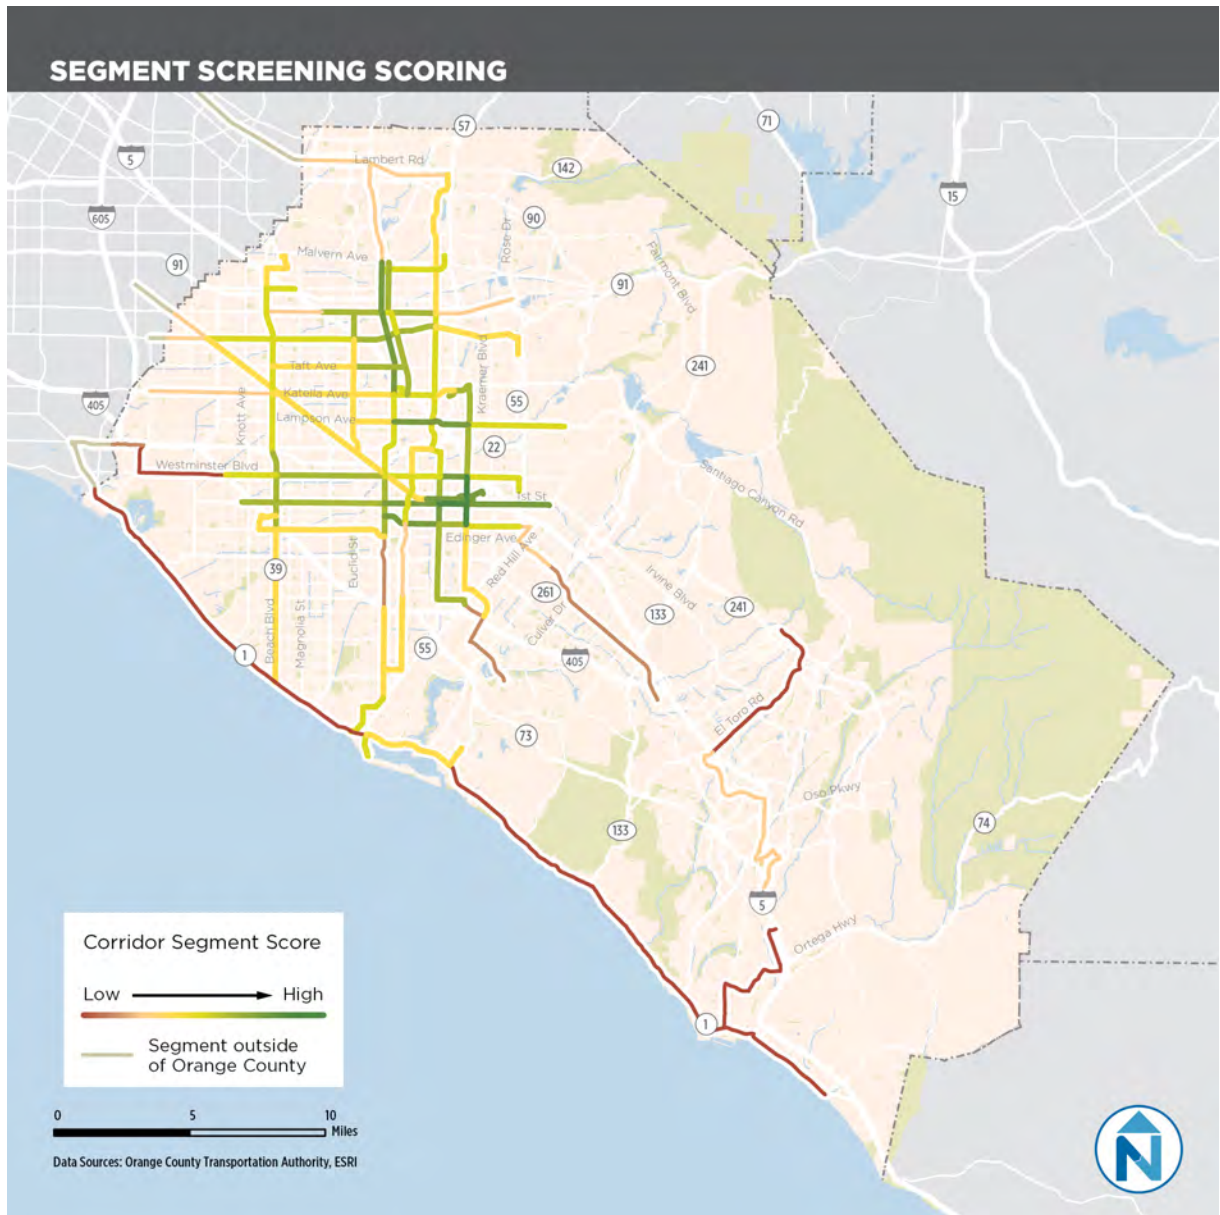 SEGMENT SCREENING SCORING
57
71
5
Lambert Rd
142
15
605
90
Rose Dr
Malvern Ave
91
Fairmont Blvd
91
Kraemer Blvd
Taft Ave
241
Katella Ave
405
Knott Ave
55
Lampson Ave
22
Westminster Blvd
Santiago Canyon Rd
1st St
Edinger Ave
Red Hill Ave
Euclid St
39
Irvine Blvd
261
241
133
Culver Dr
Beach Blvd
Magnolia St
55
1
405
El Toro Rd
73
Oso Pkwy
133
74
5
Ortega Hwy
1
Corridor Segment Score
Low
High
Segment outside
of Orange County
0 5 10
Miles
Data Sources: Orange County Transportation Authority, ESRI
N